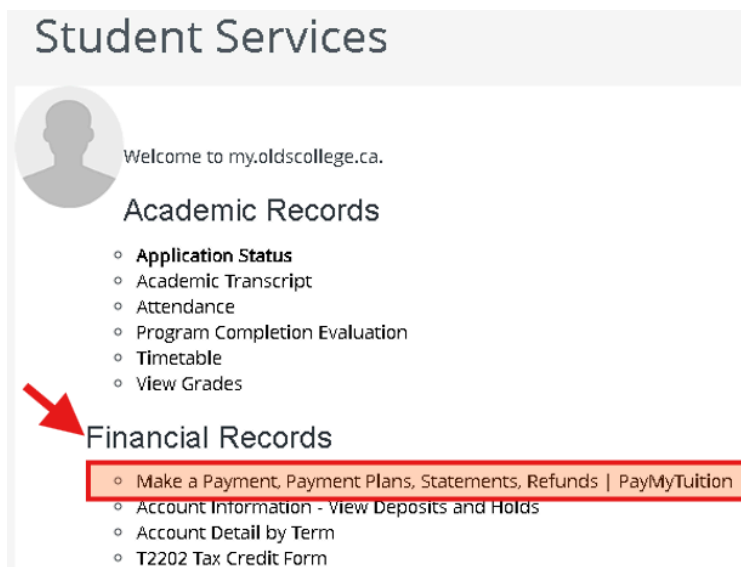 Student Services
Welcome to my.oldscollege.ca.
Academic Records
Application Status
Academic Transcript
Attendance
Program Completion Evaluation
Timetable
View Grades
Financial Records
Make a Payment, Payment Plans, Statements, Refunds | PayMyTuition
Account Information - View Deposits and Holds
Account Detail by Term
T2202 Tax Credit Form